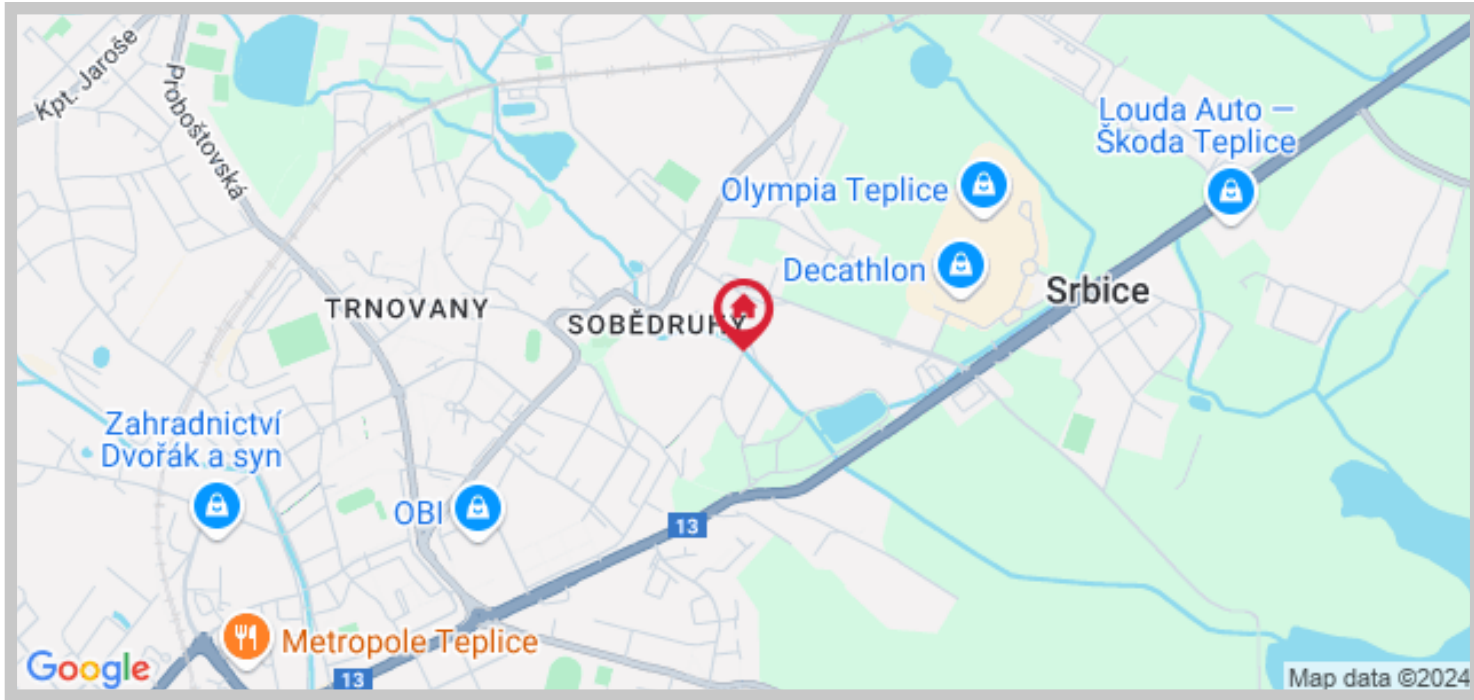 Kpt. Jaroše
Proboštovská
Louda Auto —
Škoda Teplice
Olympia Teplice
Decathlon
Srbice
TRNOVANY
SOBĚDRUHY
Zahradnictví
Dvořák a syn
OBI
13
Metropole Teplice
13
Google
Map data ©2024